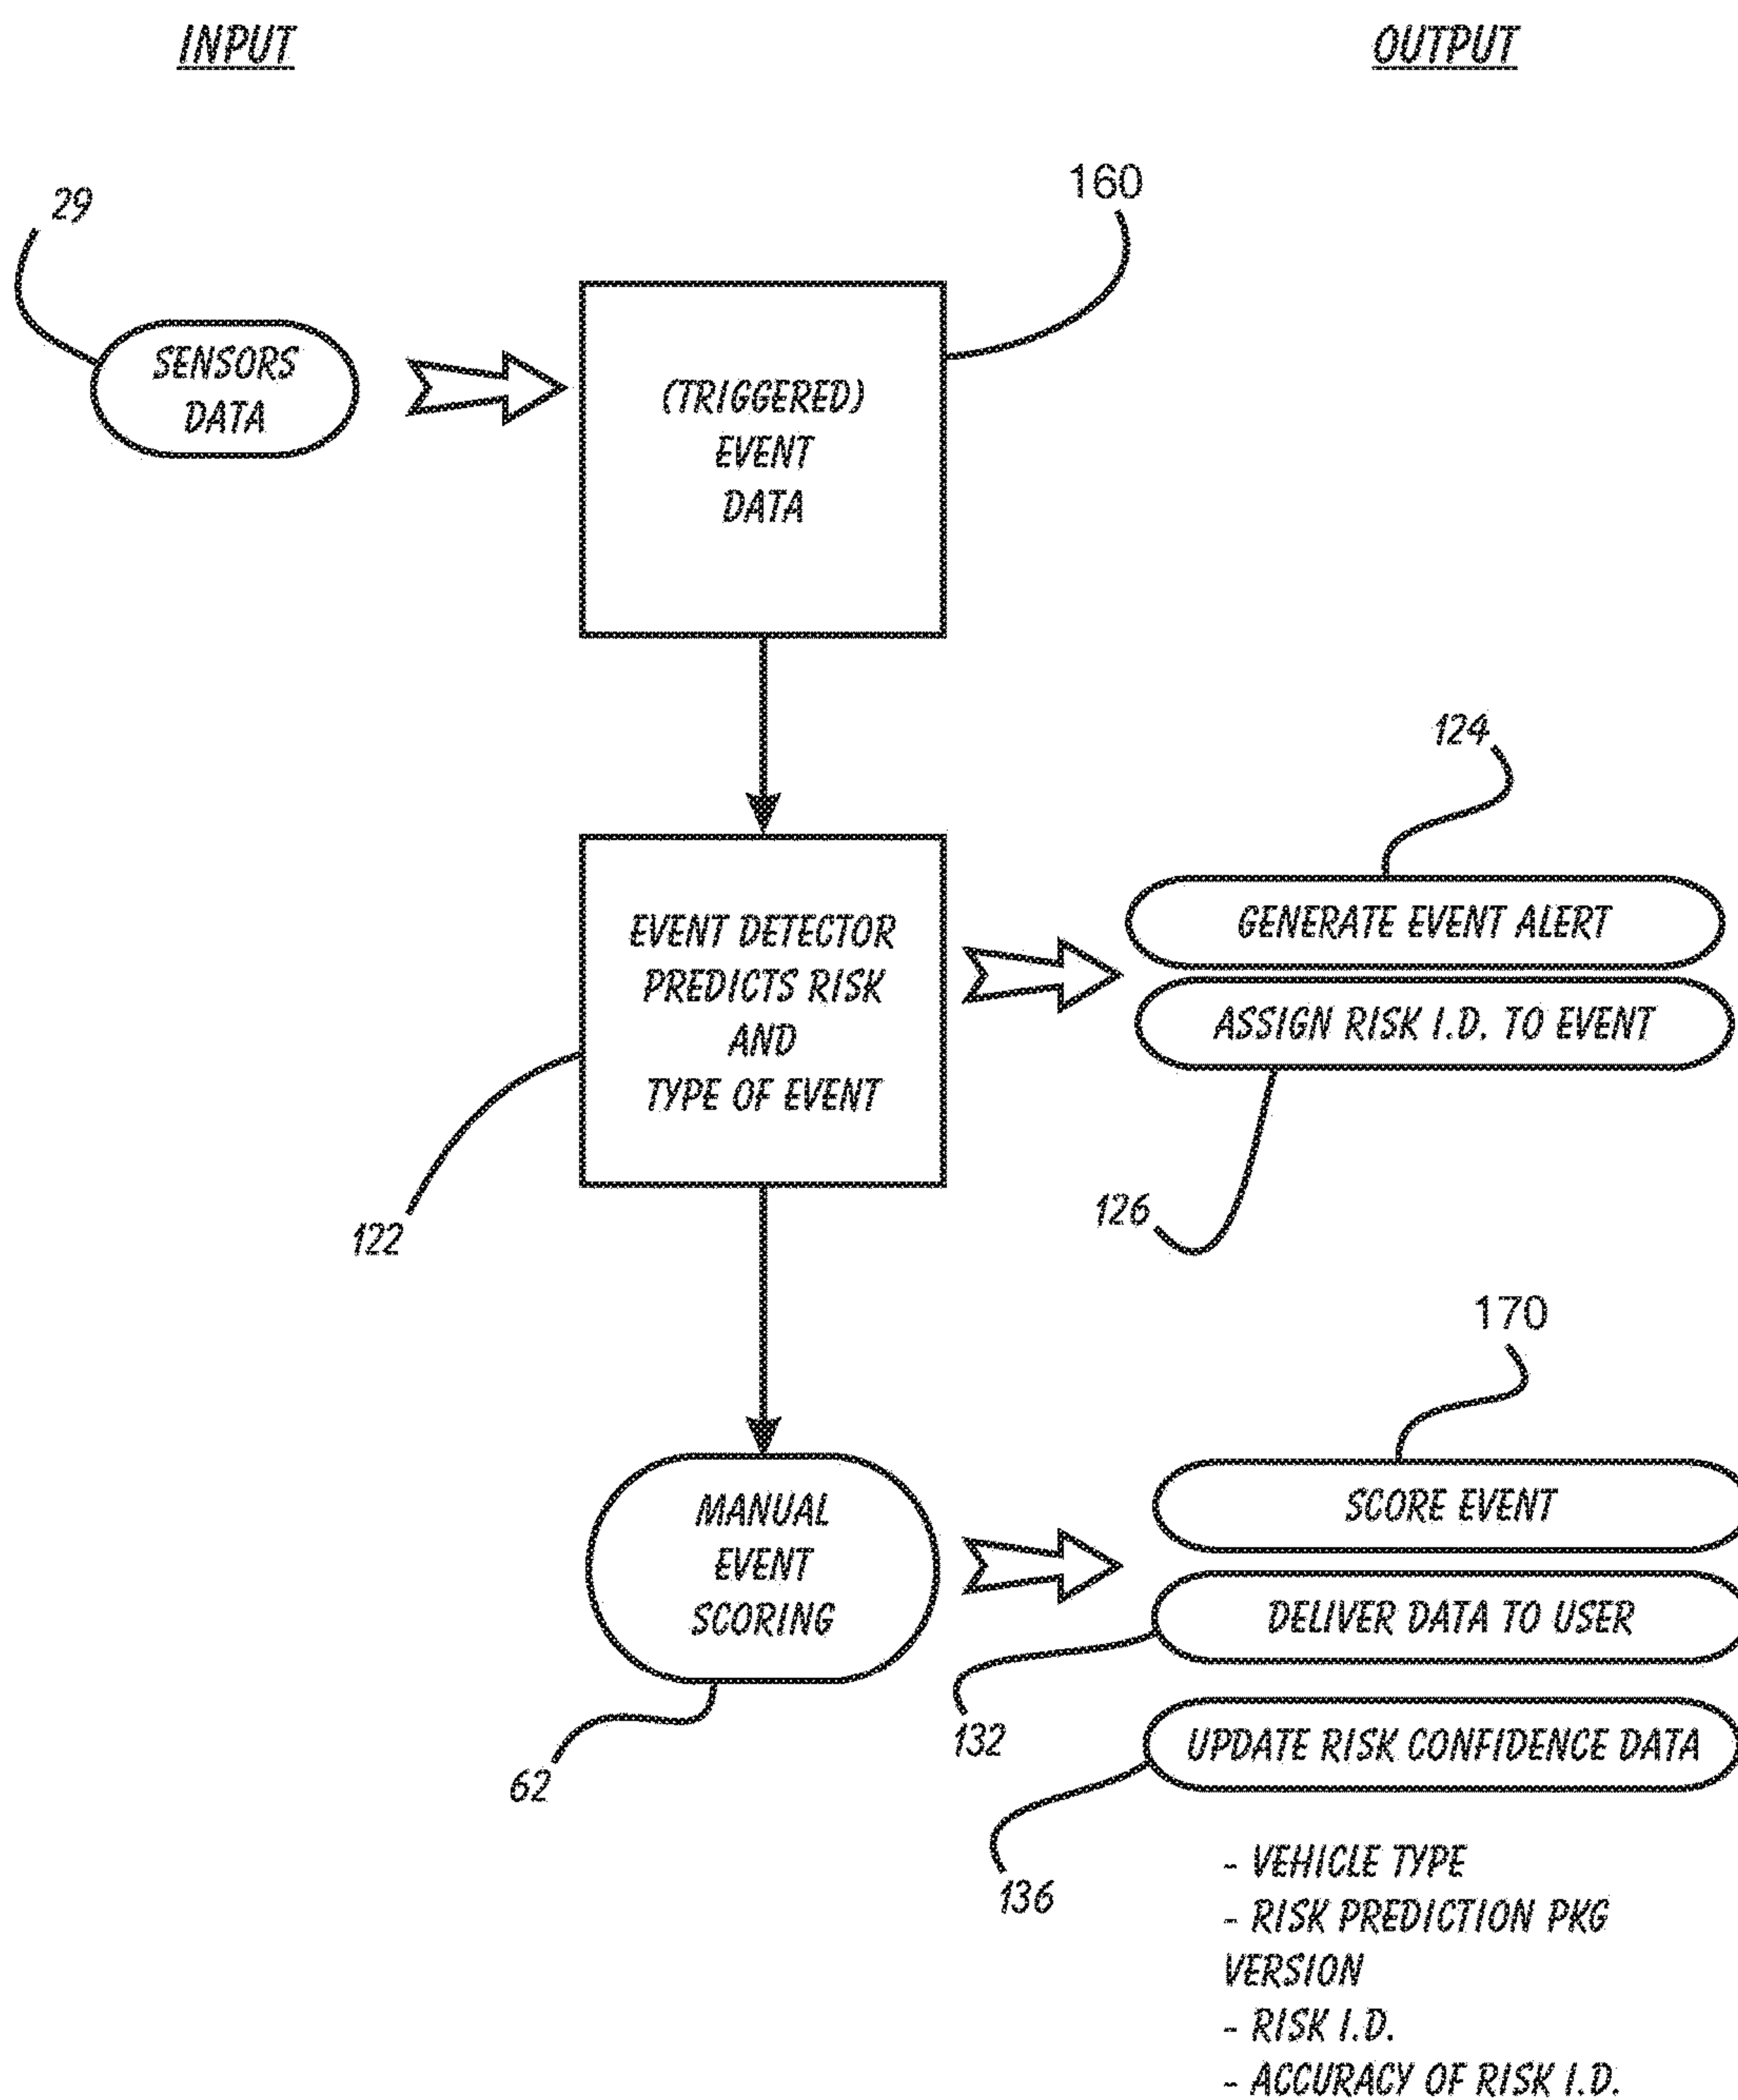 INPUT
OUTPUT
29
160
SENSORS
DATA
(TRIGGERED)
EVENT
DATA
124
GENERATE EVENT ALERT
ASSIGN RISK I.D. TO EVENT
EVENT DETECTOR
PREDICTS RISK
AND
TYPE OF EVENT
122
126
170
MANUAL
EVENT
SCORING
SCORE EVENT
DELIVER DATA TO USER
132
UPDATE RISK CONFIDENCE DATA
62
136
- VEHICLE TYPE
- RISK PREDICTION PKG
VERSION
- RISK I.D.
- ACCURACY OF RISK I.D.